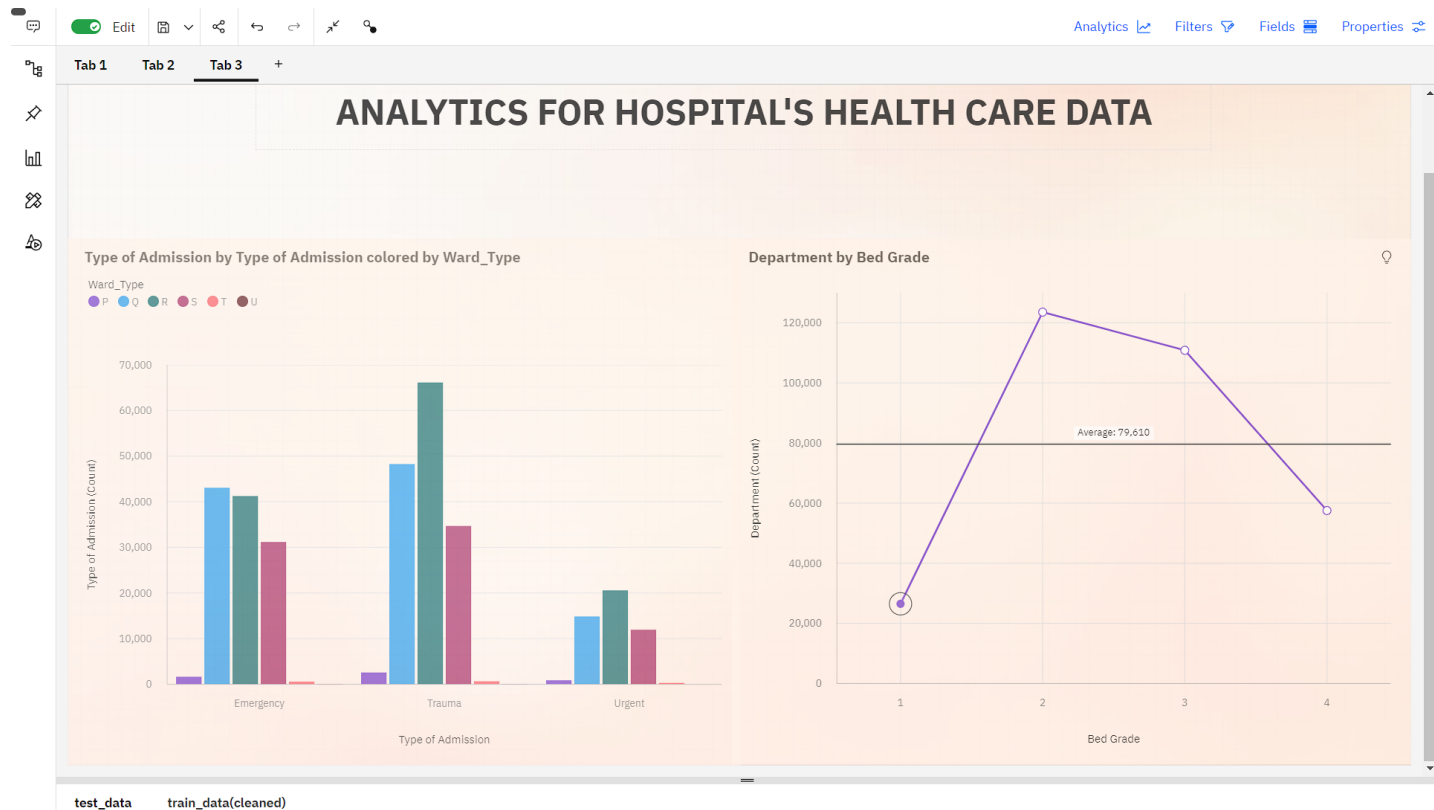 Edit
Analytics Filters Fields Properties
Tab 1 Tab 2 Tab 3 +
ANALYTICS FOR HOSPITAL'S HEALTH CARE DATA
Type of Admission by Type of Admission colored by Ward_Type
Ward_Type
P Q R S T U
70,000
60,000
50,000
40,000
30,000
20,000
10,000
0
Type of Admission (Count)
Emergency Trauma Urgent
Type of Admission
Department by Bed Grade
120,000
100,000
80,000
60,000
40,000
20,000
0
Average: 79,610
Department (Count)
1 2 3 4
Bed Grade
test_data train_data(cleaned)